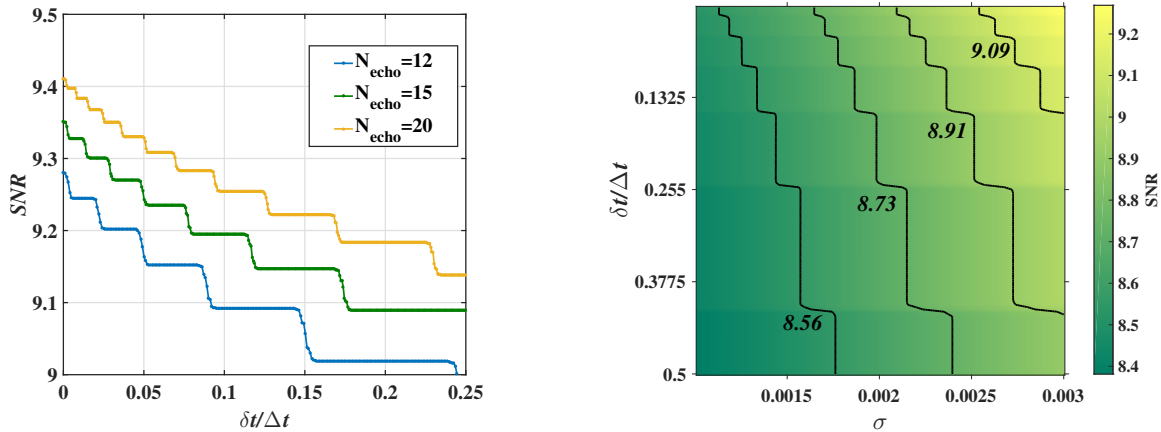 9.5
9.4
9.3
9.2
9.1
9
0 0.05 0.1 0.15 0.2 0.25
SNR
δt/Δt
N_echo=12
N_echo=15
N_echo=20
0.1325
0.255
0.3775
0.5
δt/Δt
0.0015 0.002 0.0025 0.003
σ
9.09
8.91
8.73
8.56
9.2
9.1
9
8.9
8.8
8.7
8.6
8.5
8.4
SNR